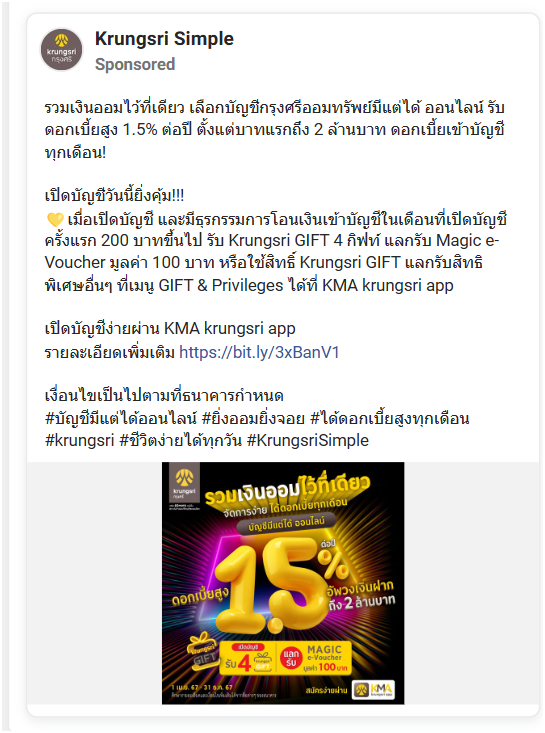 krungsri
กรุงศรี
Krungsri Simple
Sponsored
รวมเงินออมไว้ที่เดียว เลือกบัญชีกรุงศรีออมทรัพย์มีแต่ได้ ออนไลน์ รับ
ดอกเบี้ยสูง 1.5% ต่อปี ตั้งแต่บาทแรกถึง 2 ล้านบาท ดอกเบี้ยเข้าบัญชี
ทุกเดือน!
เปิดบัญชีวันนี้ยิ่งคุ้ม!!!
💛 เมื่อเปิดบัญชี และมีธุรกรรมการโอนเงินเข้าบัญชีในเดือนที่เปิดบัญชี
ครั้งแรก 200 บาทขึ้นไป รับ Krungsri GIFT 4 กิฟท์ แลกรับ Magic e-
Voucher มูลค่า 100 บาท หรือใช้สิทธิ์ Krungsri GIFT แลกรับสิทธิ
พิเศษอื่นๆ ที่เมนู GIFT & Privileges ได้ที่ KMA krungsri app
เปิดบัญชีง่ายผ่าน KMA krungsri app
รายละเอียดเพิ่มเติม https://bit.ly/3xBanV1
เงื่อนไขเป็นไปตามที่ธนาคารกำหนด
#บัญชีมีแต่ได้ออนไลน์ #ยิ่งออมยิ่งจอย #ได้ดอกเบี้ยสูงทุกเดือน
#krungsri #ชีวิตง่ายได้ทุกวัน #KrungsriSimple
krungsri
กรุงศรี
รวมเงินออมไว้ที่เดียว
จัดการง่าย ได้ดอกเบี้ยทุกเดือน
บัญชีมีแต่ได้ ออนไลน์
ดอกเบี้ยสูง 1.5% ต่อปี
อัพวงเงินฝาก
ถึง 2 ล้านบาท
krungsri
GIFT
เปิดบัญชี
รับ 4
แลก
รับ
MAGIC
e-Voucher
มูลค่า 100 บาท
1 เม.ย. 67 - 31 ธ.ค. 67
สมัครง่ายผ่าน
KMA
krungsri app